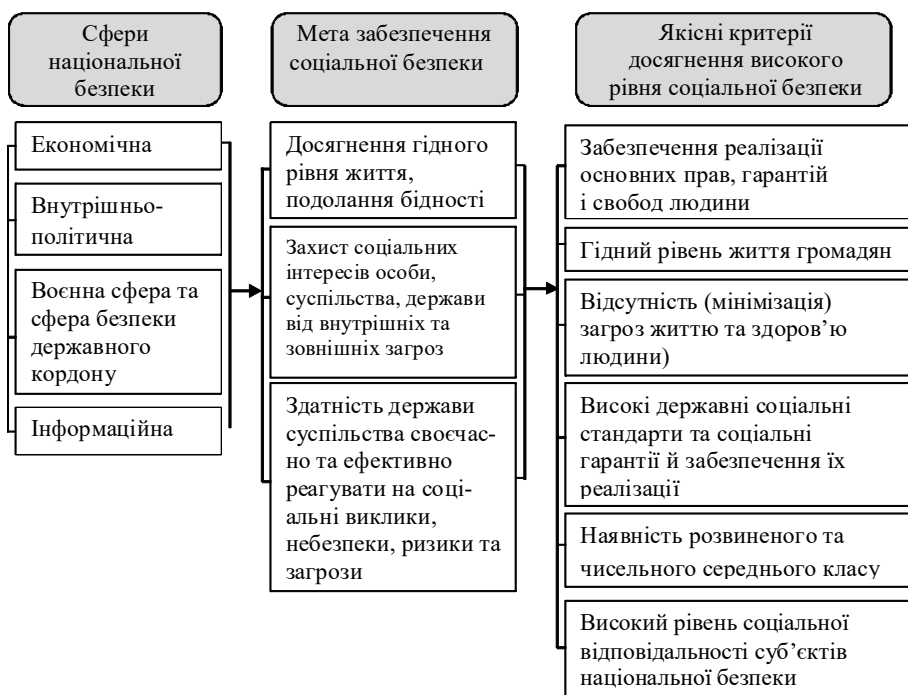 Сфери
національної
безпеки
Економічна
Внутрішньо-
політична
Воєнна сфера та
сфера безпеки
державного
кордону
Інформаційна
Мета забезпечення
соціальної безпеки
Досягнення гідного
рівня життя,
подолання бідності
Захист соціальних
інтересів особи,
суспільства, держави
від внутрішніх та
зовнішніх загроз
Здатність держави
суспільства своєчас-
но та ефективно
реагувати на соці-
альні виклики,
небезпеки, ризики та
загрози
Якісні критерії
досягнення високого
рівня соціальної безпеки
Забезпечення реалізації
основних прав, гарантій
і свобод людини
Гідний рівень життя громадян
Відсутність (мінімізація)
загроз життю та здоров’ю
людини)
Високі державні соціальні
стандарти та соціальні
гарантії й забезпечення їх
реалізації
Наявність розвиненого та
чисельного середнього класу
Високий рівень соціальної
відповідальності суб’єктів
національної безпеки